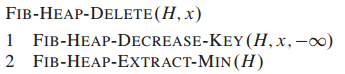 FIB-HEAP-DELETE(H, x)
1 FIB-HEAP-DECREASE-KEY(H, x, -∞)
2 FIB-HEAP-EXTRACT-MIN(H)